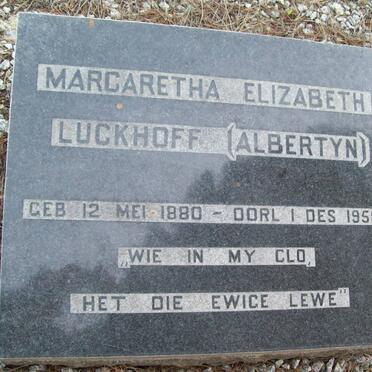 MARGARETHA ELIZABETH
LUCKHOFF (ALBERTYN)
GEB 12 MEI 1880 - OORL 1 DES
„WIE IN MY GLO,
HET DIE EWIGE LEWE"